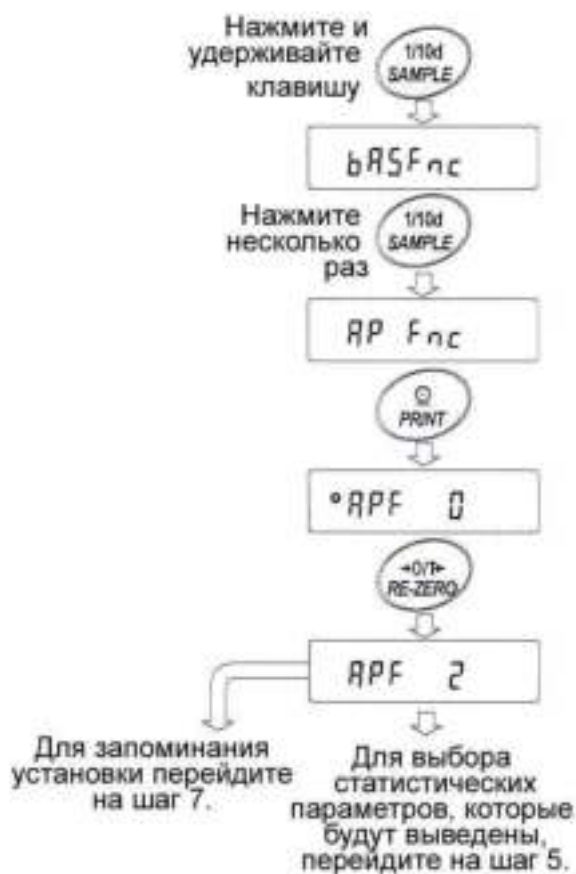 Нажмите и
удерживайте
клавишу
1/10d
SAMPLE
bASFnc
Нажмите
несколько
раз
1/10d
SAMPLE
AP Fnc
PRINT
APF 0
→0/T←
RE-ZERO
APF 2
Для запоминания
установки перейдите
на шаг 7.
Для выбора
статистических
параметров, которые
будут выведены,
перейдите на шаг 5.